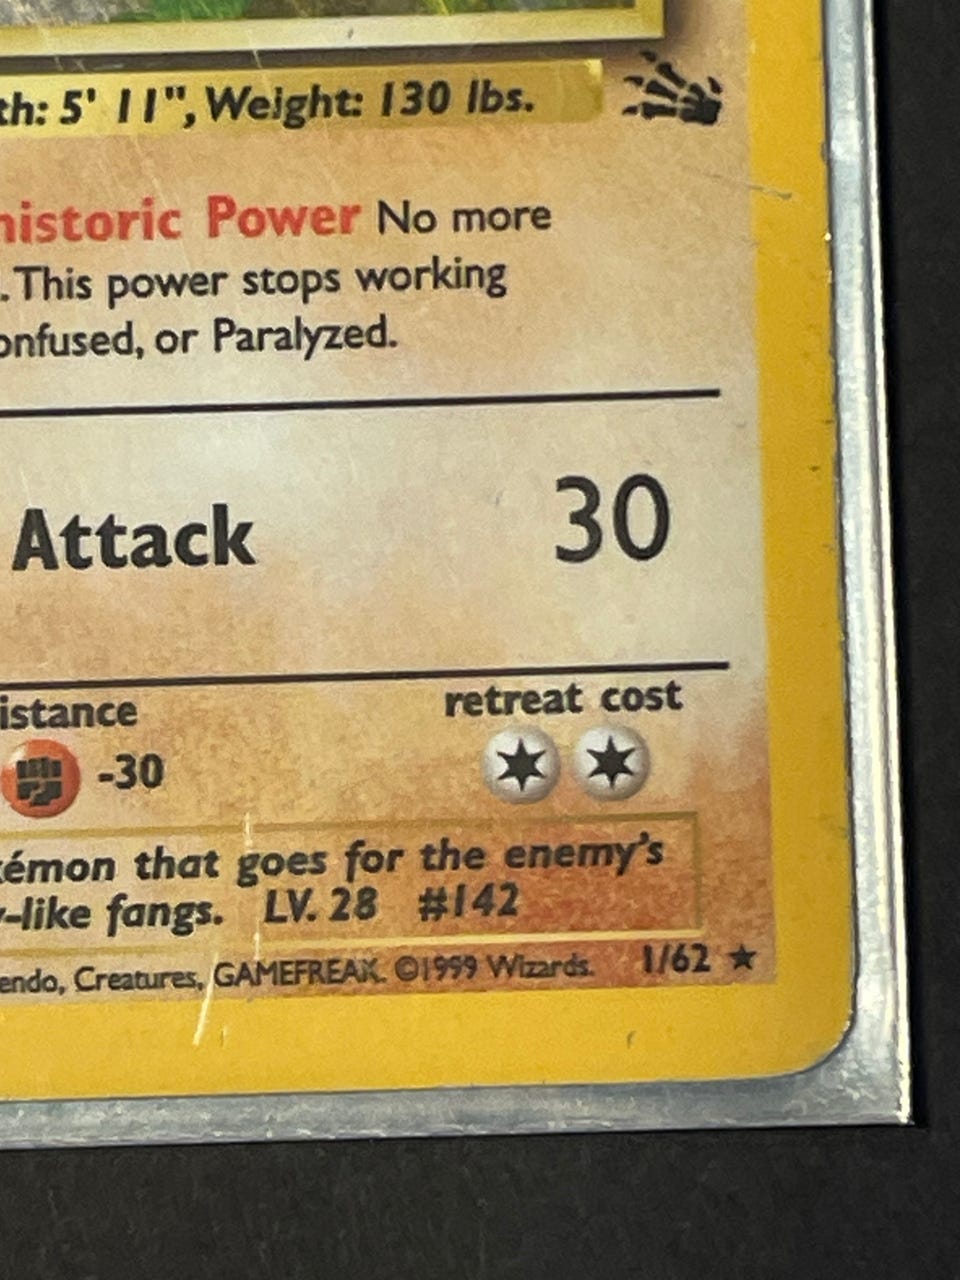 th: 5' 11", Weight: 130 lbs.
historic Power No more
. This power stops working
onfused, or Paralyzed.
Attack 30
istance retreat cost
-30
kémon that goes for the enemy's
-like fangs. LV. 28 #142
endo, Creatures, GAMEFREAK. ©1999 Wizards. 1/62 ★